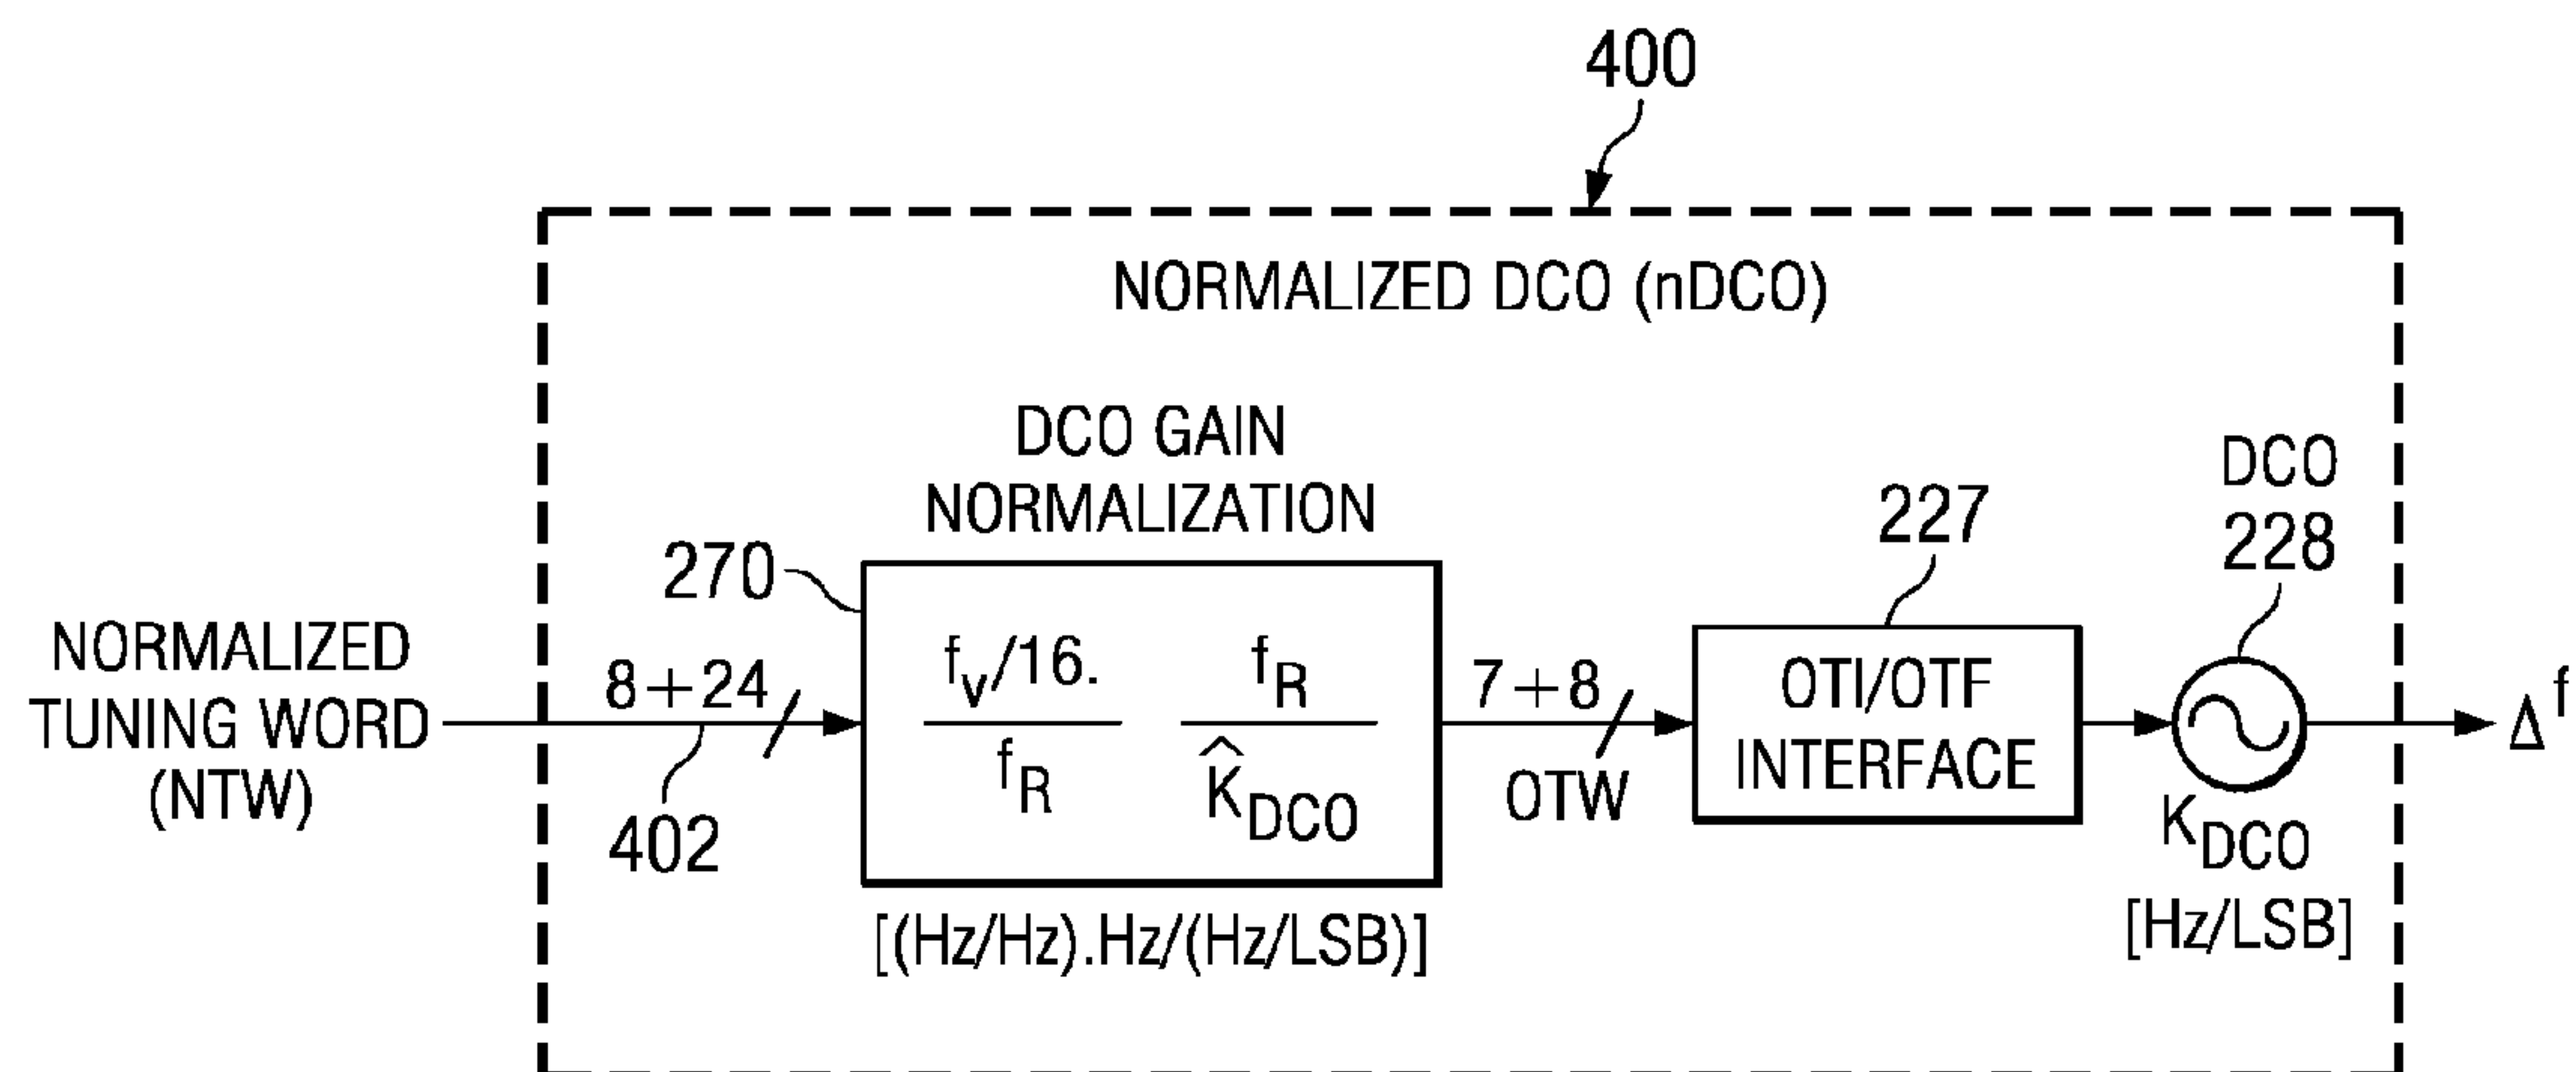 400
NORMALIZED DCO (nDCO)
DCO GAIN
NORMALIZATION
270
227
DCO
228
NORMALIZED
TUNING WORD
(NTW)
8+24
402
fv/16.
fR
fR
K̂DCO
[(Hz/Hz).Hz/(Hz/LSB)]
7+8
OTW
OTI/OTF
INTERFACE
KDCO
[Hz/LSB]
Δf